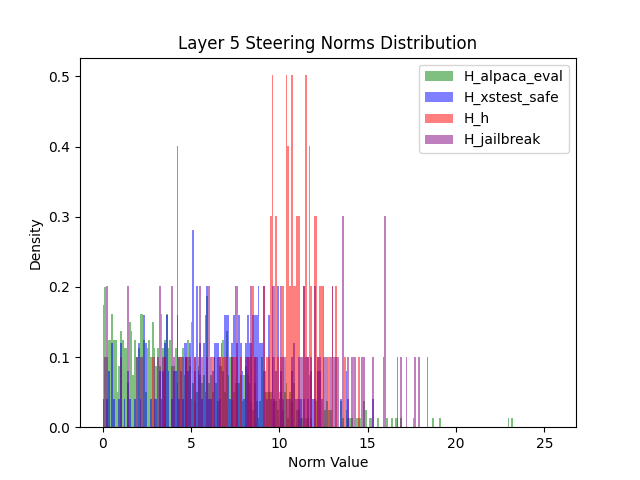 Layer 5 Steering Norms Distribution
H_alpaca_eval
H_xstest_safe
H_h
H_jailbreak
Density
0.5
0.4
0.3
0.2
0.1
0.0
0 5 10 15 20 25
Norm Value